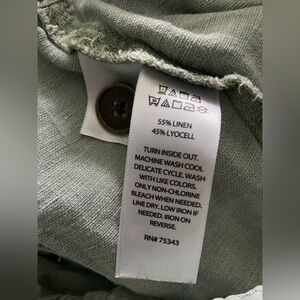 55% LINEN
45% LYOCELL
TURN INSIDE OUT.
MACHINE WASH COOL
DELICATE CYCLE. WASH
WITH LIKE COLORS.
ONLY NON-CHLORINE
BLEACH WHEN NEEDED.
LINE DRY. LOW IRON IF
NEEDED. IRON ON
REVERSE.
RN# 75343